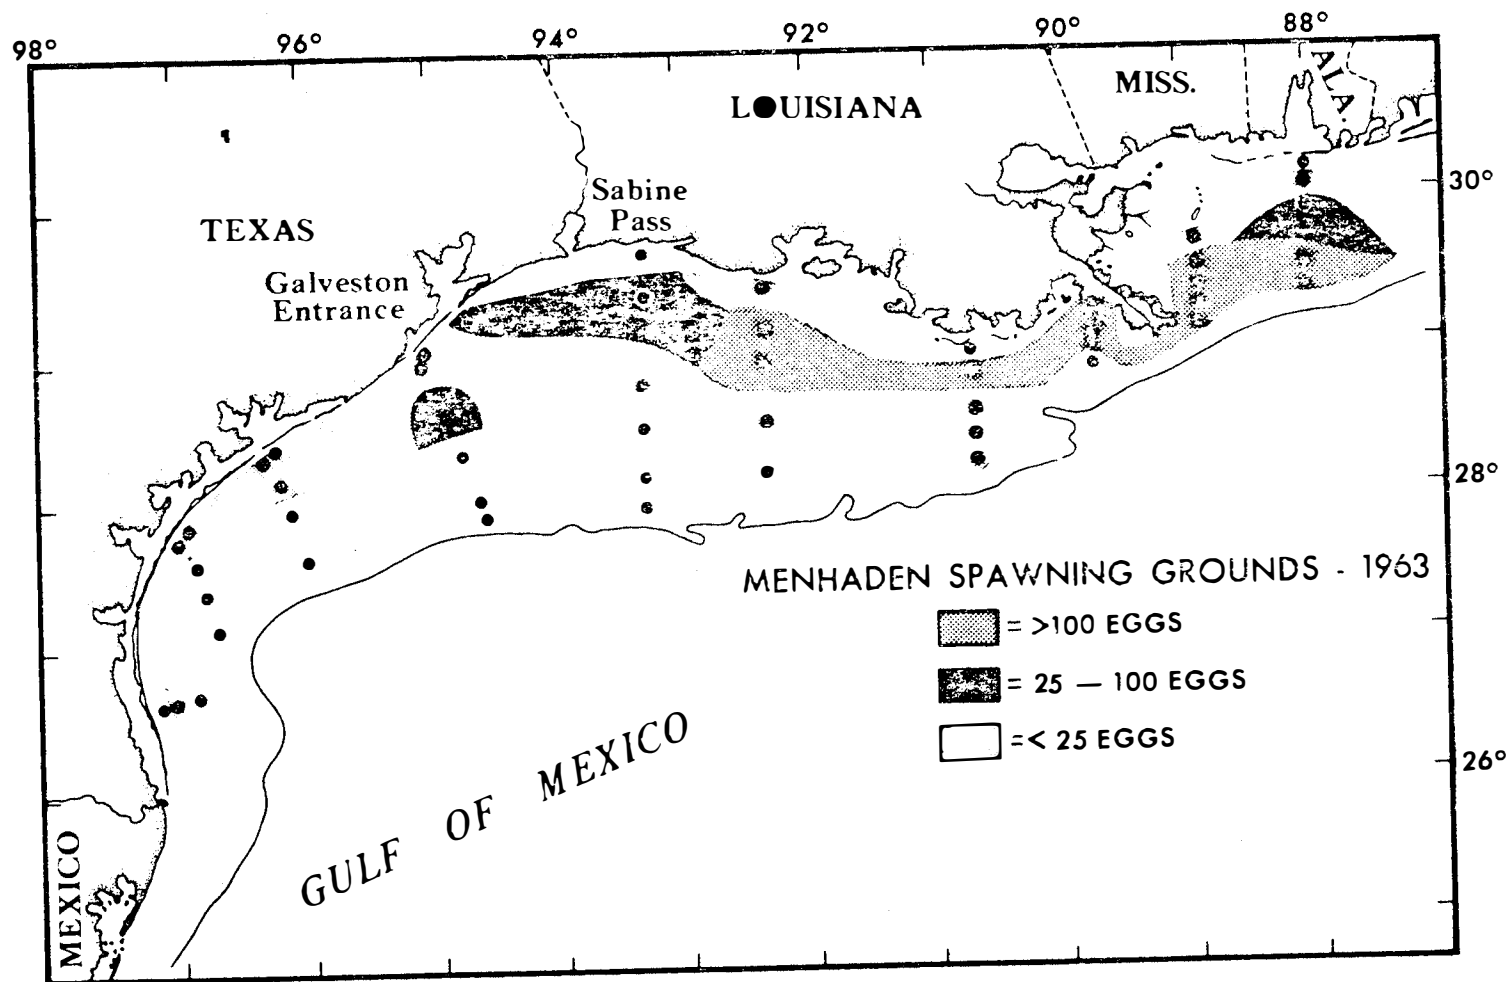 98° 96° 94° 92° 90° 88°
MISS.
ALA.
LOUISIANA
30°
Sabine
Pass
TEXAS
Galveston
Entrance
28°
MENHADEN SPAWNING GROUNDS - 1963
= >100 EGGS
= 25 — 100 EGGS
=< 25 EGGS
26°
GULF OF MEXICO
MEXICO